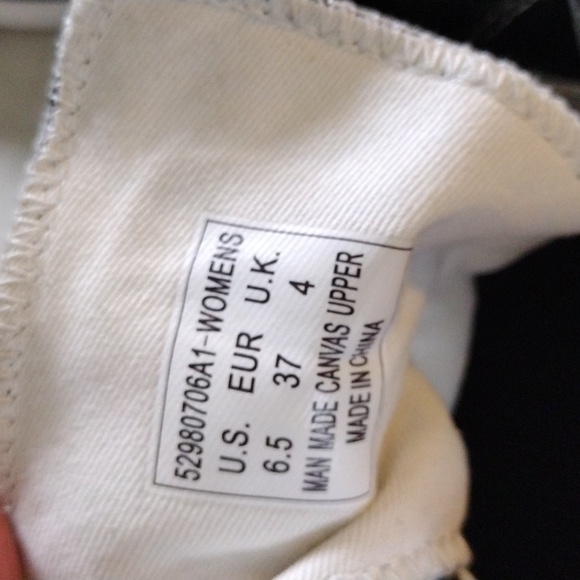 52980706A1-WOMENS
U.S. EUR U.K.
6.5 37 4
MAN MADE CANVAS UPPER
MADE IN CHINA